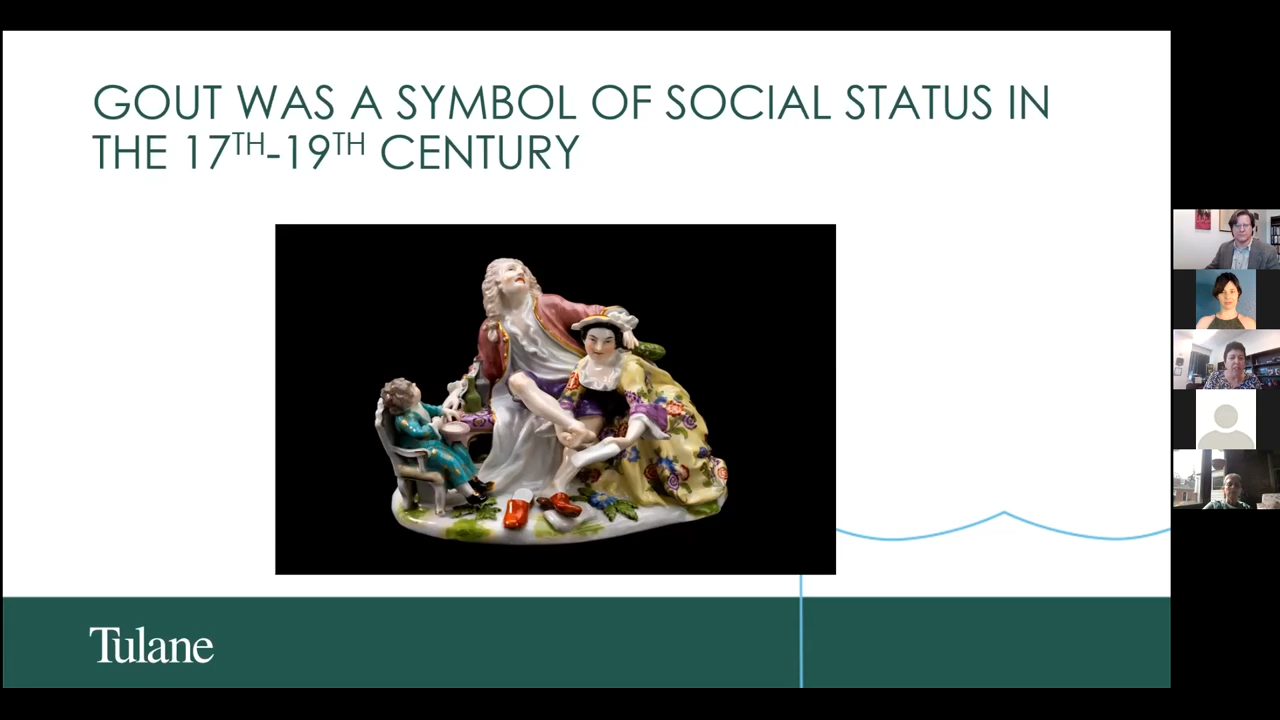 GOUT WAS A SYMBOL OF SOCIAL STATUS IN
THE 17TH-19TH CENTURY
Tulane